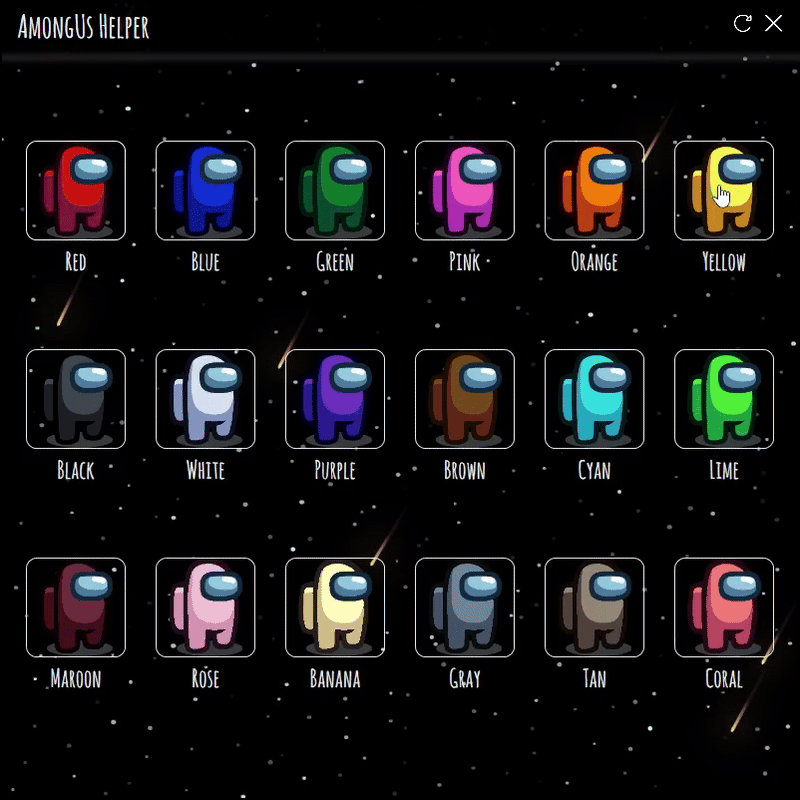 AmongUs Helper
Red Blue Green Pink Orange Yellow
Black White Purple Brown Cyan Lime
Maroon Rose Banana Gray Tan Coral